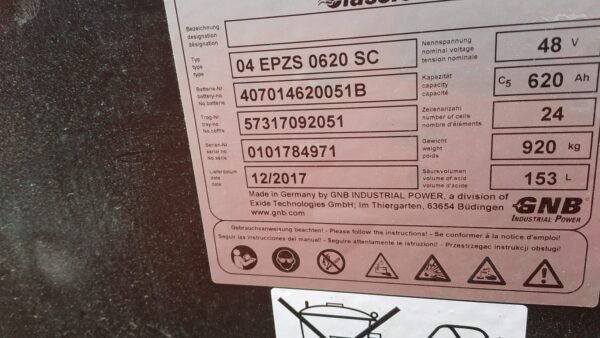 Classic
Bezeichnung
designation
désignation
Typ
type
type
04 EPZS 0620 SC
Nennspannung
nominal voltage
tension nominale
48 V
Batterie-Nr.
battery-no.
No.batterie
407014620051B
Kapazität
capacity
capacité
C5 620 Ah
Trog-Nr.
tray-no.
No.coffre
57317092051
Zellenanzahl
number of cells
nombre d'éléments
24
Serien-Nr.
serial no.
No.série
0101784971
Gewicht
weight
poids
920 kg
Lieferdatum
date
date
12/2017
Säurevolumen
volume of acid
volume d'acide
153 L
Made in Germany by GNB INDUSTRIAL POWER, a division of
Exide Technologies GmbH; Im Thiergarten, 63654 Büdingen
www.gnb.com
GNB
INDUSTRIAL POWER
Gebrauchsanweisung beachten! - Please follow the instructions! - Se conformer à la notice d'emploi!
Seguir las instrucciones del manual! - Seguire attentamente le istruzioni! - Przestrzegac instrukcji obslugi!